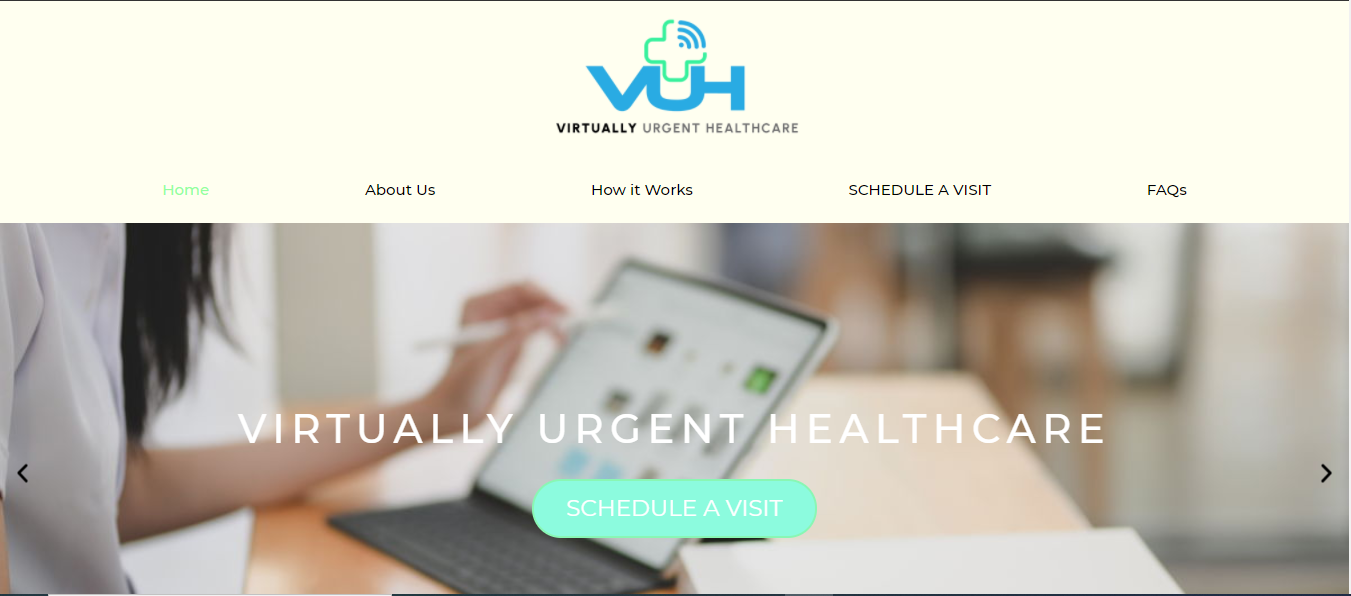 VUH
VIRTUALLY URGENT HEALTHCARE
Home About Us How it Works SCHEDULE A VISIT FAQs
VIRTUALLY URGENT HEALTHCARE
SCHEDULE A VISIT